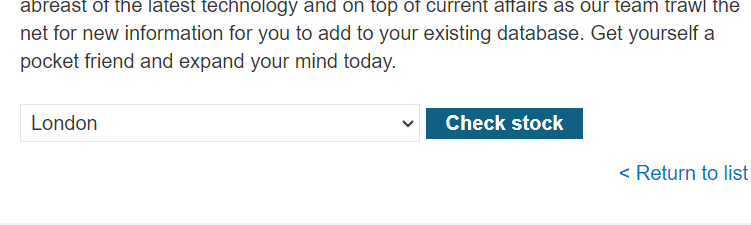 abreast of the latest technology and on top of current affairs as our team trawl the
net for new information for you to add to your existing database. Get yourself a
pocket friend and expand your mind today.
London
Check stock
< Return to list